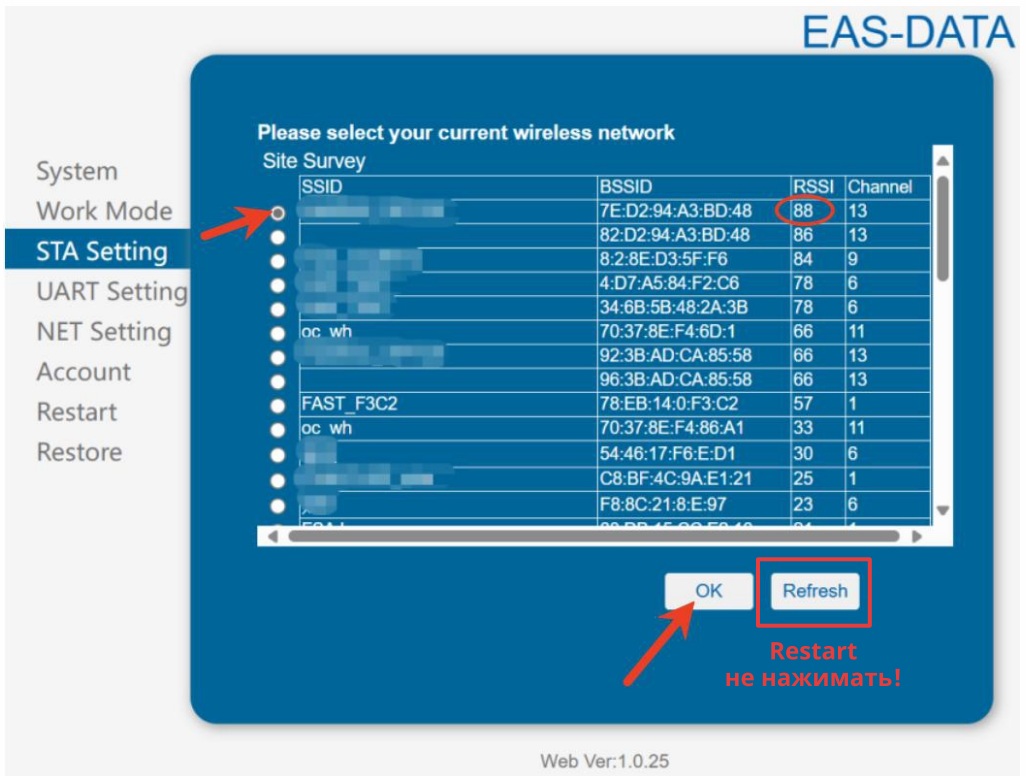 EAS-DATA
Please select your current wireless network
Site Survey
SSID BSSID RSSI Channel
7E:D2:94:A3:BD:48 88 13
82:D2:94:A3:BD:48 86 13
8:2:8E:D3:5F:F6 84 9
4:D7:A5:84:F2:C6 78 6
34:6B:5B:48:2A:3B 78 6
oc_wh 70:37:8E:F4:6D:1 66 11
92:3B:AD:CA:85:58 66 13
96:3B:AD:CA:85:58 66 13
FAST_F3C2 78:EB:14:0:F3:C2 57 1
oc_wh 70:37:8E:F4:86:A1 33 11
54:46:17:F6:E:D1 30 6
C8:BF:4C:9A:E1:21 25 1
F8:8C:21:8:E:97 23 6
System
Work Mode
STA Setting
UART Setting
NET Setting
Account
Restart
Restore
OK
Refresh
Restart
не нажимать!
Web Ver:1.0.25